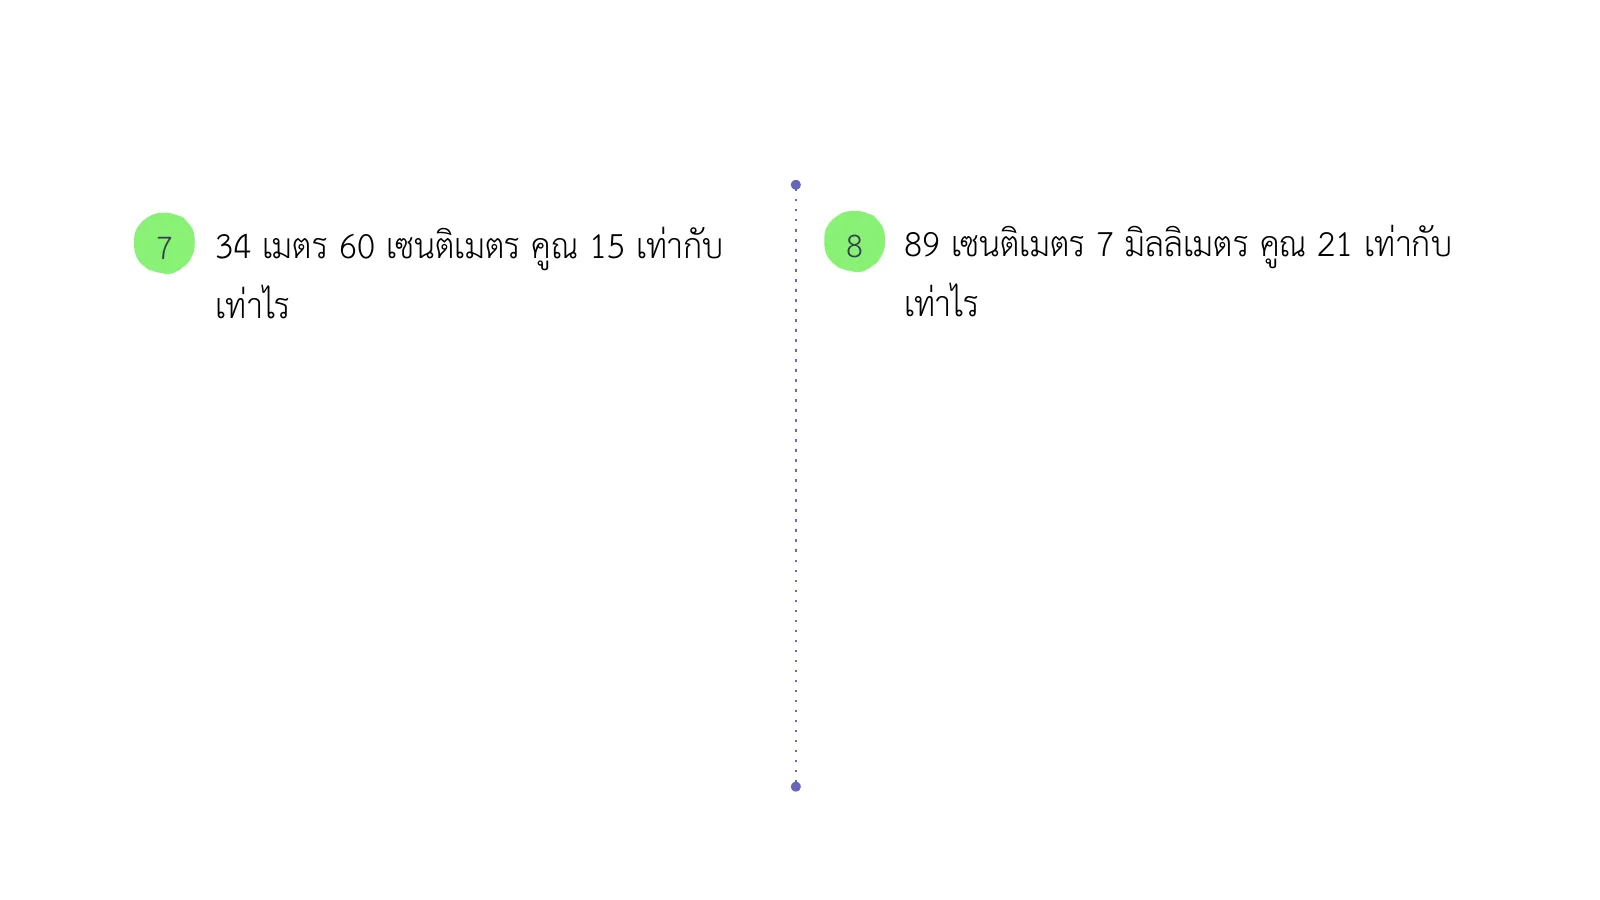 7 34 เมตร 60 เซนติเมตร คูณ 15 เท่ากับ
เท่าไร
8 89 เซนติเมตร 7 มิลลิเมตร คูณ 21 เท่ากับ
เท่าไร